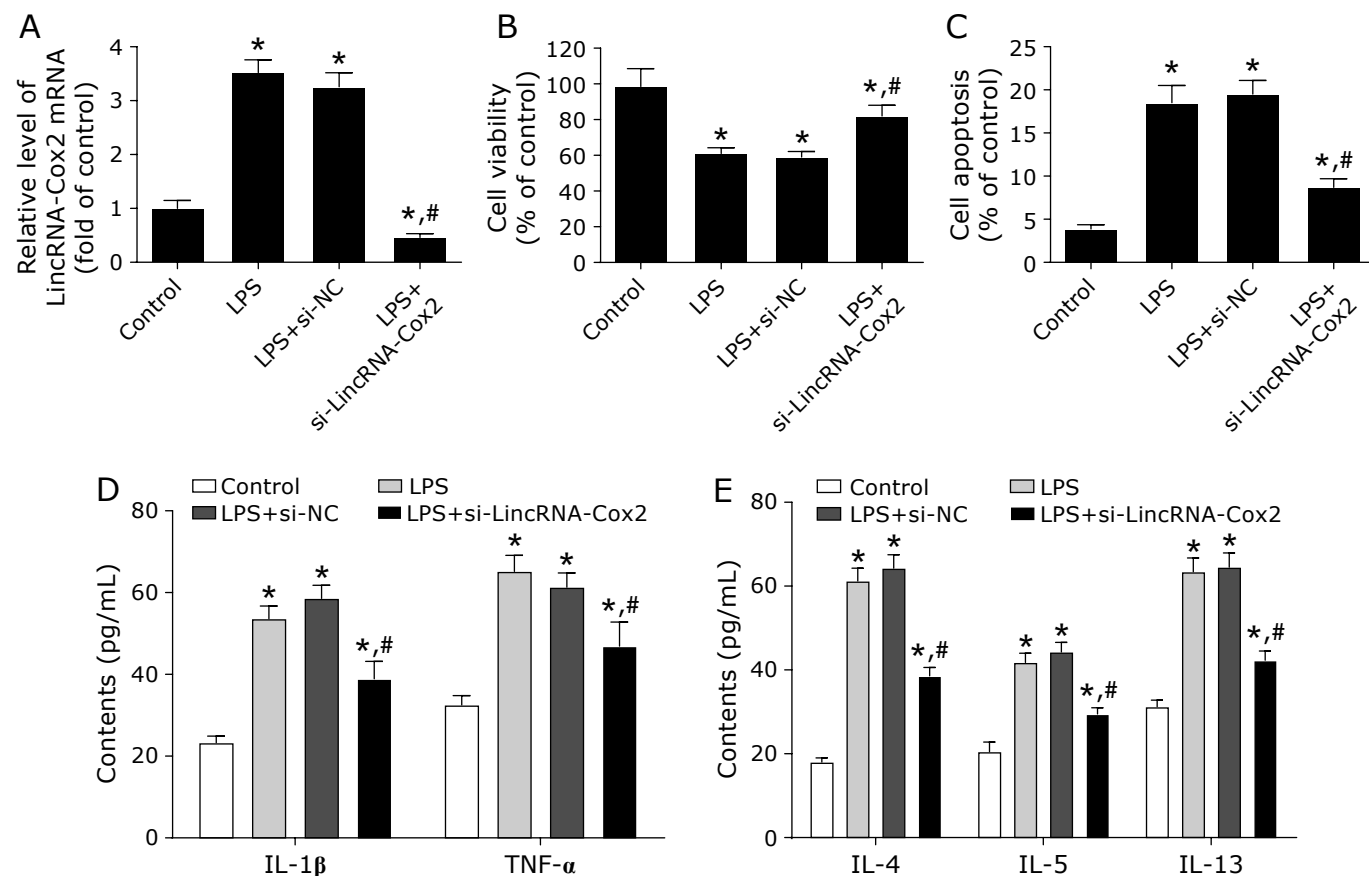 A
Relative level of
LincRNA-Cox2 mRNA
(fold of control)
4
3
2
1
0
*
*
*,#
Control
LPS
LPS+si-NC
LPS+
si-LincRNA-Cox2
B
Cell viability
(% of control)
120
100
80
60
40
20
0
*
*
*,#
Control
LPS
LPS+si-NC
LPS+
si-LincRNA-Cox2
C
Cell apoptosis
(% of control)
25
20
15
10
5
0
*
*
*,#
Control
LPS
LPS+si-NC
LPS+
si-LincRNA-Cox2
D
Control
LPS
LPS+si-NC
LPS+si-LincRNA-Cox2
Contents (pg/mL)
80
60
40
20
0
*
*
*,#
*
*
*,#
IL-1β
TNF-α
E
Control
LPS
LPS+si-NC
LPS+si-LincRNA-Cox2
Contents (pg/mL)
80
60
40
20
0
*
*
*,#
*
*
*,#
*
*
*,#
IL-4
IL-5
IL-13